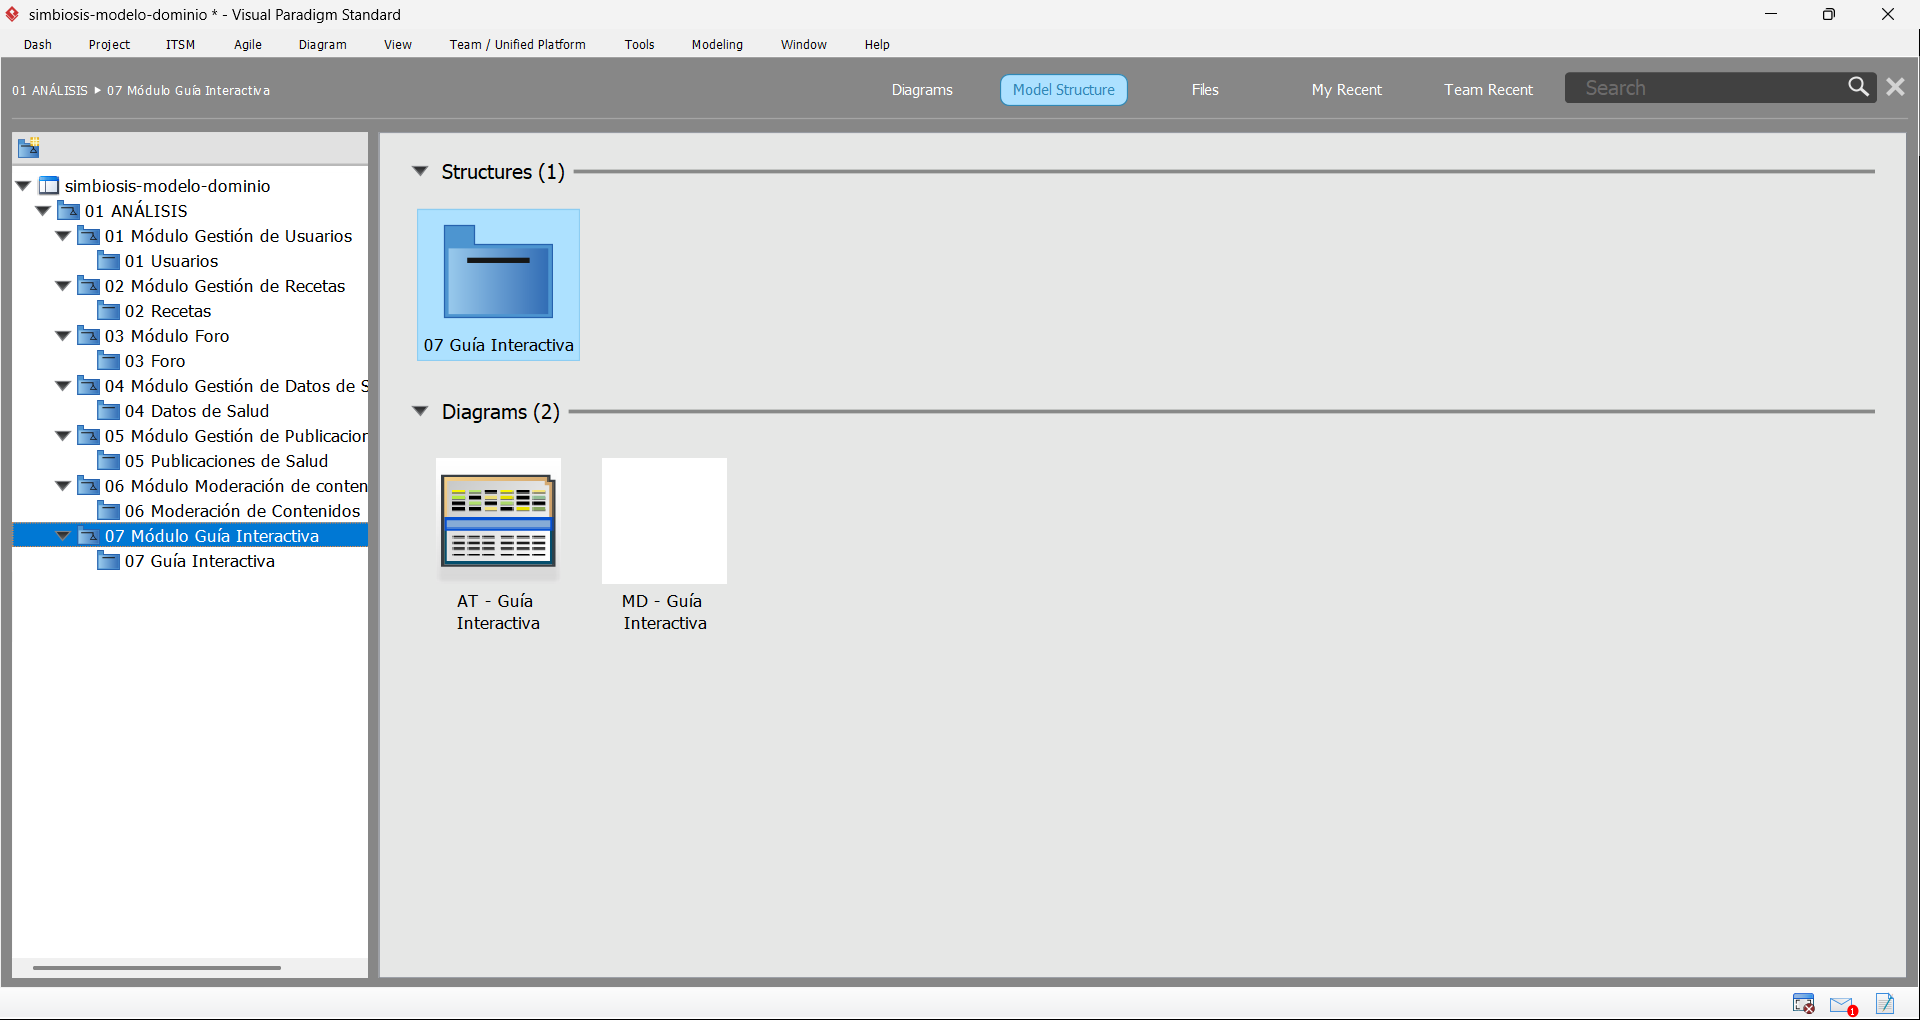 simbiosis-modelo-dominio * - Visual Paradigm Standard
Dash Project ITSM Agile Diagram View Team / Unified Platform Tools Modeling Window Help
01 ANÁLISIS ▶ 07 Módulo Guía Interactiva
Diagrams Model Structure Files My Recent Team Recent Search
simbiosis-modelo-dominio
01 ANÁLISIS
01 Módulo Gestión de Usuarios
01 Usuarios
02 Módulo Gestión de Recetas
02 Recetas
03 Módulo Foro
03 Foro
04 Módulo Gestión de Datos de S
04 Datos de Salud
05 Módulo Gestión de Publicacior
05 Publicaciones de Salud
06 Módulo Moderación de conten
06 Moderación de Contenidos
07 Módulo Guía Interactiva
07 Guía Interactiva
Structures (1)
07 Guía Interactiva
Diagrams (2)
AT - Guía
Interactiva
MD - Guía
Interactiva
1